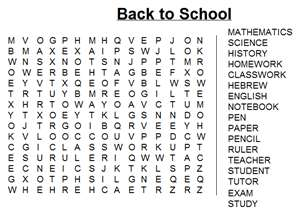 Back to School
M V O G P H M H Q V E P J O N
B M A X E X A I P S W J L O K
W N S X N O T S N J P P T M R
O W E R B E H T A G B E F X O
E Y V T X Q E O F V B L W S W
T R T U Y B M R E O G I L T E
X H R T O W A Y O A V C T U M
Y T X O E Y T K L G S N N D O
O J T R G O I B Q R V E E Y H
K V L O O C C O U V P P D C W
C G I C L A S S W O R K U P T
E S U R U L E R I Q W W T A C
E C N E I C S J K T K L S P Z
G X O T P H S I L G N E Q E Q
W H E H R E H C A E T R Z R Z
MATHEMATICS
SCIENCE
HISTORY
HOMEWORK
CLASSWORK
HEBREW
ENGLISH
NOTEBOOK
PEN
PAPER
PENCIL
RULER
TEACHER
STUDENT
TUTOR
EXAM
STUDY